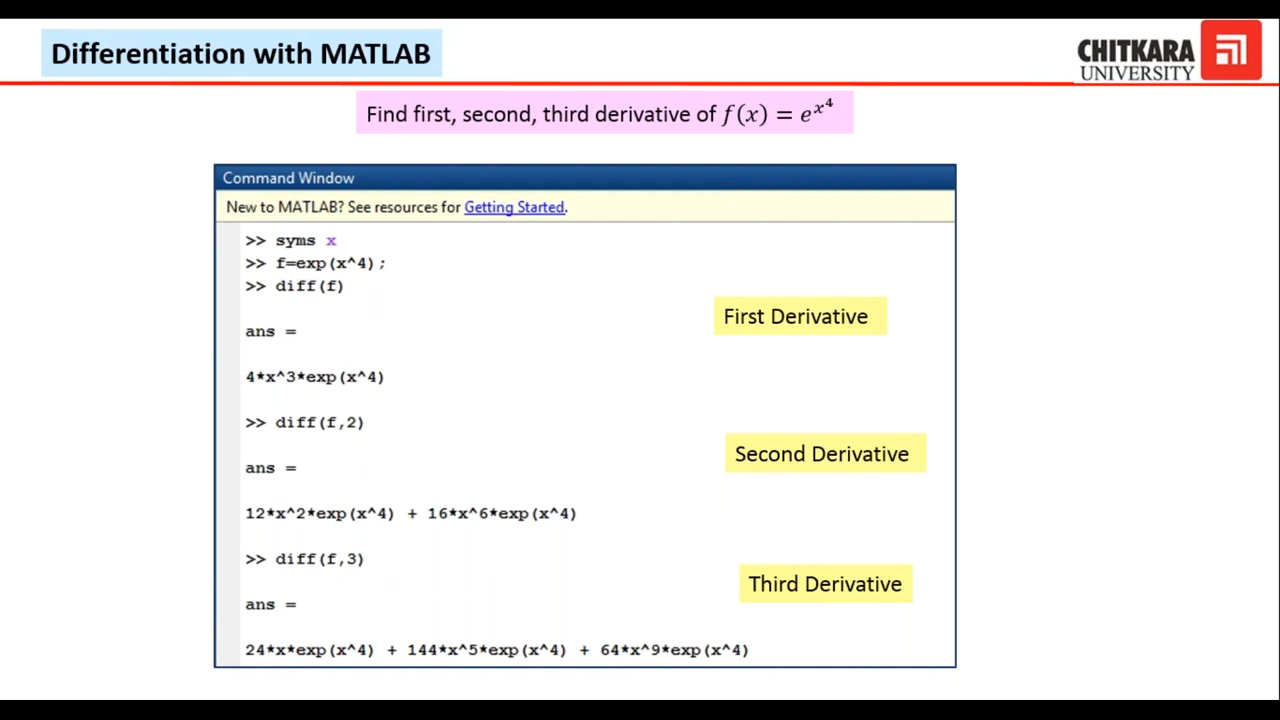 Differentiation with MATLAB
CHITKARA
UNIVERSITY
Find first, second, third derivative of f(x) = e^{x^4}
Command Window
New to MATLAB? See resources for Getting Started.
>> syms x
>> f=exp(x^4);
>> diff(f)
First Derivative
ans =
4*x^3*exp(x^4)
>> diff(f,2)
Second Derivative
ans =
12*x^2*exp(x^4) + 16*x^6*exp(x^4)
>> diff(f,3)
Third Derivative
ans =
24*x*exp(x^4) + 144*x^5*exp(x^4) + 64*x^9*exp(x^4)